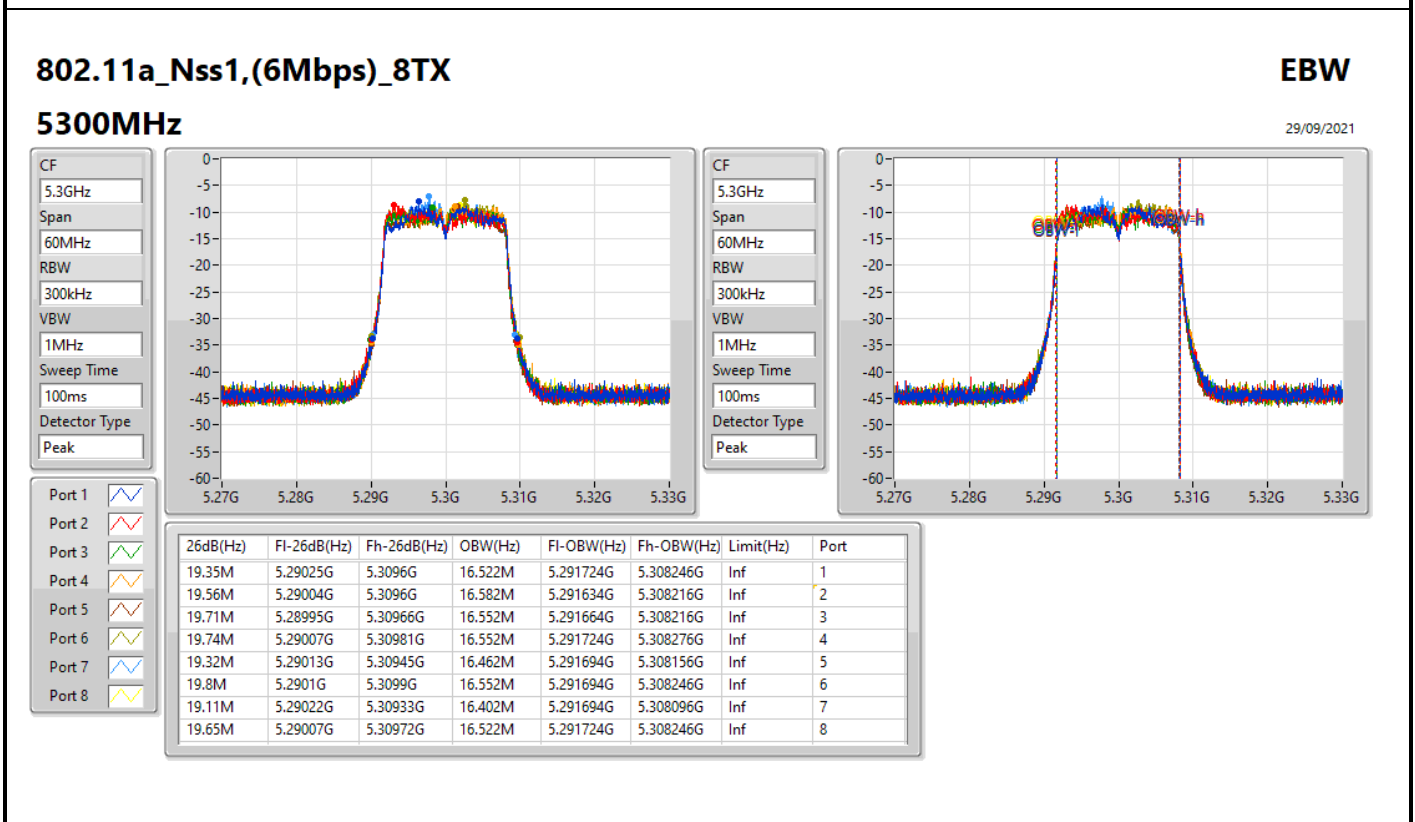 802.11a_Nss1,(6Mbps)_8TX
EBW
5300MHz
29/09/2021
CF
5.3GHz
Span
60MHz
RBW
300kHz
VBW
1MHz
Sweep Time
100ms
Detector Type
Peak
0
-5
-10
-15
-20
-25
-30
-35
-40
-45
-50
-55
-60
5.27G 5.28G 5.29G 5.3G 5.31G 5.32G 5.33G
CF
5.3GHz
Span
60MHz
RBW
300kHz
VBW
1MHz
Sweep Time
100ms
Detector Type
Peak
0
-5
-10
-15
-20
-25
-30
-35
-40
-45
-50
-55
-60
OBW-l
OBW-h
5.27G 5.28G 5.29G 5.3G 5.31G 5.32G 5.33G
Port 1
Port 2
Port 3
Port 4
Port 5
Port 6
Port 7
Port 8
26dB(Hz) Fl-26dB(Hz) Fh-26dB(Hz) OBW(Hz) Fl-OBW(Hz) Fh-OBW(Hz) Limit(Hz) Port
19.35M 5.29025G 5.3096G 16.522M 5.291724G 5.308246G Inf 1
19.56M 5.29004G 5.3096G 16.582M 5.291634G 5.308216G Inf 2
19.71M 5.28995G 5.30966G 16.552M 5.291664G 5.308216G Inf 3
19.74M 5.29007G 5.30981G 16.552M 5.291724G 5.308276G Inf 4
19.32M 5.29013G 5.30945G 16.462M 5.291694G 5.308156G Inf 5
19.8M 5.2901G 5.3099G 16.552M 5.291694G 5.308246G Inf 6
19.11M 5.29022G 5.30933G 16.402M 5.291694G 5.308096G Inf 7
19.65M 5.29007G 5.30972G 16.522M 5.291724G 5.308246G Inf 8